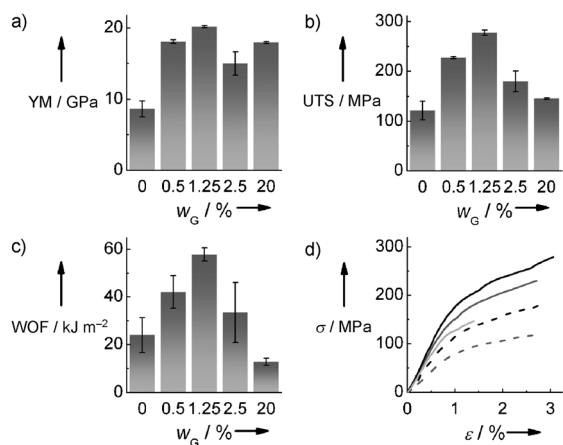 a)
YM / GPa
20
10
0
0 0.5 1.25 2.5 20
w_G / %
b)
UTS / MPa
300
200
100
0
0 0.5 1.25 2.5 20
w_G / %
c)
WOF / kJ m⁻²
60
40
20
0
0 0.5 1.25 2.5 20
w_G / %
d)
σ / MPa
300
200
100
0
0 1 2 3
ε / %